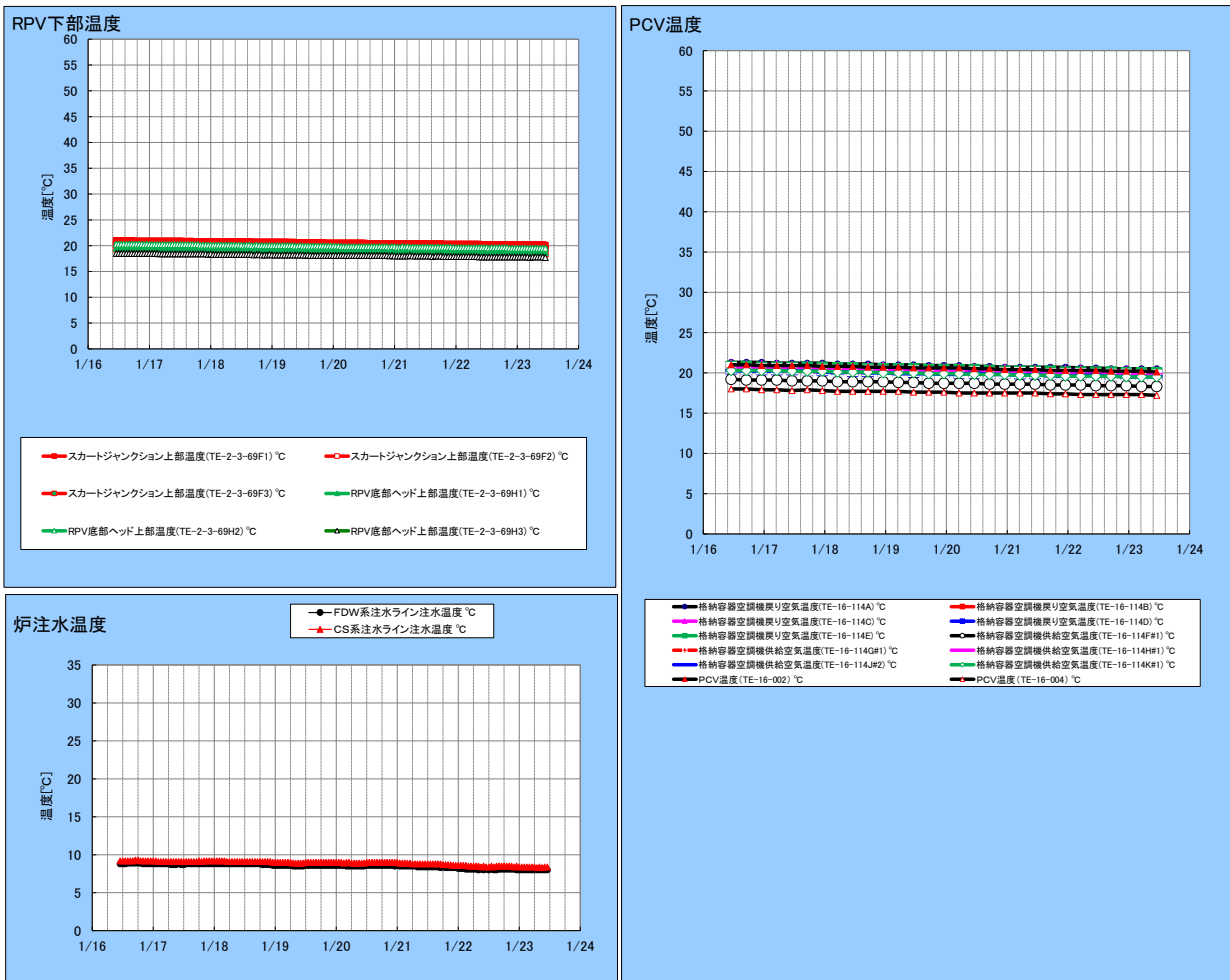 RPV下部温度
60
55
50
45
40
35
30
25
20
15
10
5
0
温度[℃]
1/16 1/17 1/18 1/19 1/20 1/21 1/22 1/23 1/24
スカートジャンクション上部温度(TE-2-3-69F1) ℃ スカートジャンクション上部温度(TE-2-3-69F2) ℃
スカートジャンクション上部温度(TE-2-3-69F3) ℃ RPV底部ヘッド上部温度(TE-2-3-69H1) ℃
RPV底部ヘッド上部温度(TE-2-3-69H2) ℃ RPV底部ヘッド上部温度(TE-2-3-69H3) ℃
炉注水温度
FDW系注水ライン注水温度 ℃
CS系注水ライン注水温度 ℃
35
30
25
20
15
10
5
0
温度[℃]
1/16 1/17 1/18 1/19 1/20 1/21 1/22 1/23 1/24
PCV温度
60
55
50
45
40
35
30
25
20
15
10
5
0
温度[℃]
1/16 1/17 1/18 1/19 1/20 1/21 1/22 1/23 1/24
格納容器空調機戻り空気温度(TE-16-114A) ℃ 格納容器空調機戻り空気温度(TE-16-114B) ℃
格納容器空調機戻り空気温度(TE-16-114C) ℃ 格納容器空調機戻り空気温度(TE-16-114D) ℃
格納容器空調機戻り空気温度(TE-16-114E) ℃ 格納容器空調機供給空気温度(TE-16-114F#1) ℃
格納容器空調機供給空気温度(TE-16-114G#1) ℃ 格納容器空調機供給空気温度(TE-16-114H#1) ℃
格納容器空調機供給空気温度(TE-16-114J#2) ℃ 格納容器空調機供給空気温度(TE-16-114K#1) ℃
PCV温度(TE-16-002) ℃ PCV温度(TE-16-004) ℃